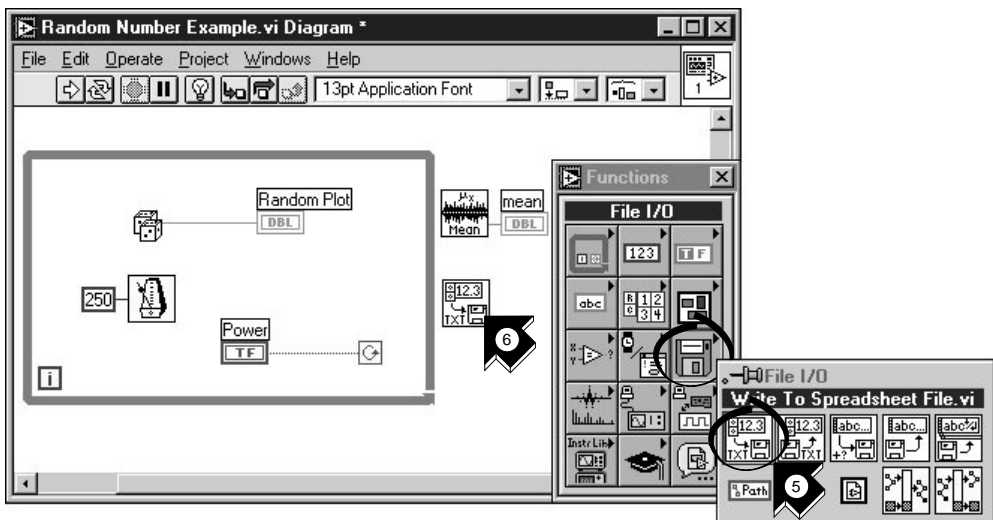 Random Number Example.vi Diagram *
File Edit Operate Project Windows Help
13pt Application Font
1
Random Plot
DBL
μx
Mean
mean
DBL
250
12.3
TXT
6
Power
TF
i
Functions
File I/O
123
TF
abc
R 1 2
C 3 4
X
Y
?
Instr Lib
File I/O
Write To Spreadsheet File.vi
12.3
TXT
12.3
TXT
abc...
+?
abc...
abc
Path
5